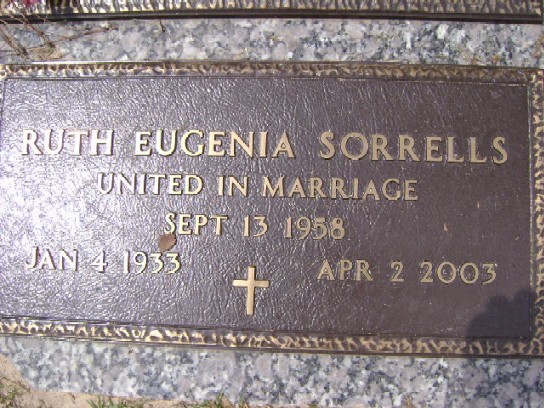 RUTH EUGENIA SORRELLS
UNITED IN MARRIAGE
SEPT 13 1958
JAN 4 1933 APR 2 2003